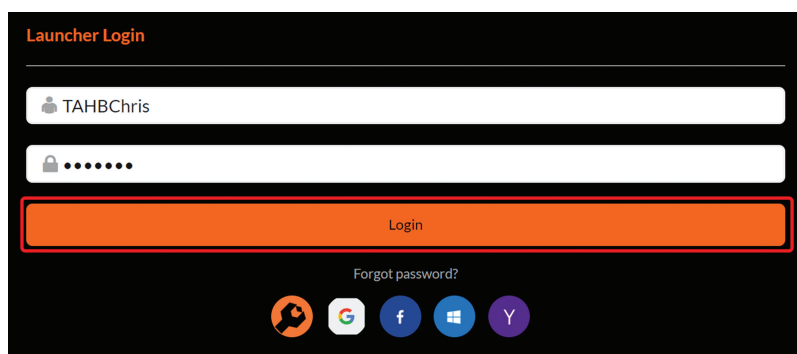 Launcher Login
TAHBChris
•••••••
Login
Forgot password?
G f Y